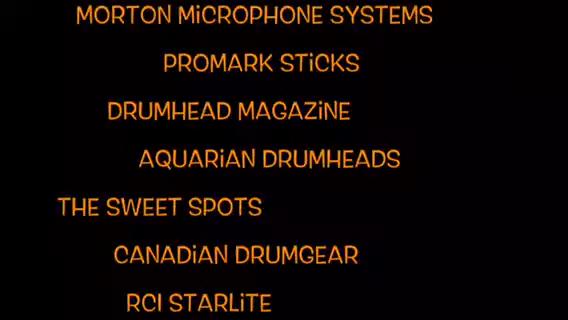 MORTON MiCROPHONE SYSTEMS
PROMARK STiCKS
DRUMHEAD MAGAZiNE
AQUARiAN DRUMHEADS
THE SWEET SPOTS
CANADiAN DRUMGEAR
RCI STARLiTE